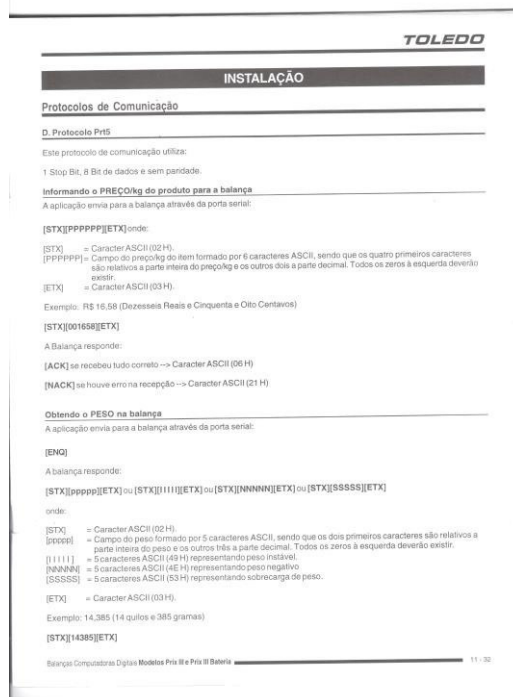 TOLEDO
INSTALAÇÃO
Protocolos de Comunicação
D. Protocolo Prt5
Este protocolo de comunicação utiliza:
1 Stop Bit, 8 Bit de dados e sem paridade.
Informando o PREÇO/kg do produto para a balança
A aplicação envia para a balança através da porta serial:
[STX][PPPPPP][ETX] onde:
[STX] = Caracter ASCII (02 H).
[PPPPPP] = Campo do preço/kg do item formado por 6 caracteres ASCII, sendo que os quatro primeiros caracteres
são relativos a parte inteira do preço/kg e os outros dois a parte decimal. Todos os zeros à esquerda deverão
existir.
[ETX] = Caracter ASCII (03 H).
Exemplo: R$ 16,58 (Dezesseis Reais e Cinquenta e Oito Centavos)
[STX][001658][ETX]
A Balança responde:
[ACK] se recebeu tudo correto --> Caracter ASCII (06 H)
[NACK] se houve erro na recepção --> Caracter ASCII (21 H)
Obtendo o PESO na balança
A aplicação envia para a balança através da porta serial:
[ENQ]
A balança responde:
[STX][ppppp][ETX] ou [STX][IIIII][ETX] ou [STX][NNNNN][ETX] ou [STX][SSSSS][ETX]
onde:
[STX] = Caracter ASCII (02 H).
[ppppp] = Campo do peso formado por 5 caracteres ASCII, sendo que os dois primeiros caracteres são relativos a
parte inteira do peso e os outros três a parte decimal. Todos os zeros à esquerda deverão existir.
[IIIII] = 5 caracteres ASCII (49 H) representando peso instável.
[NNNNN] = 5 caracteres ASCII (4E H) representando peso negativo
[SSSSS] = 5 caracteres ASCII (53 H) representando sobrecarga de peso.
[ETX] = Caracter ASCII (03 H).
Exemplo: 14,385 (14 quilos e 385 gramas)
[STX][14385][ETX]
Balanças Computadoras Digitais Modelos Prix III e Prix III Bateria 11 - 32